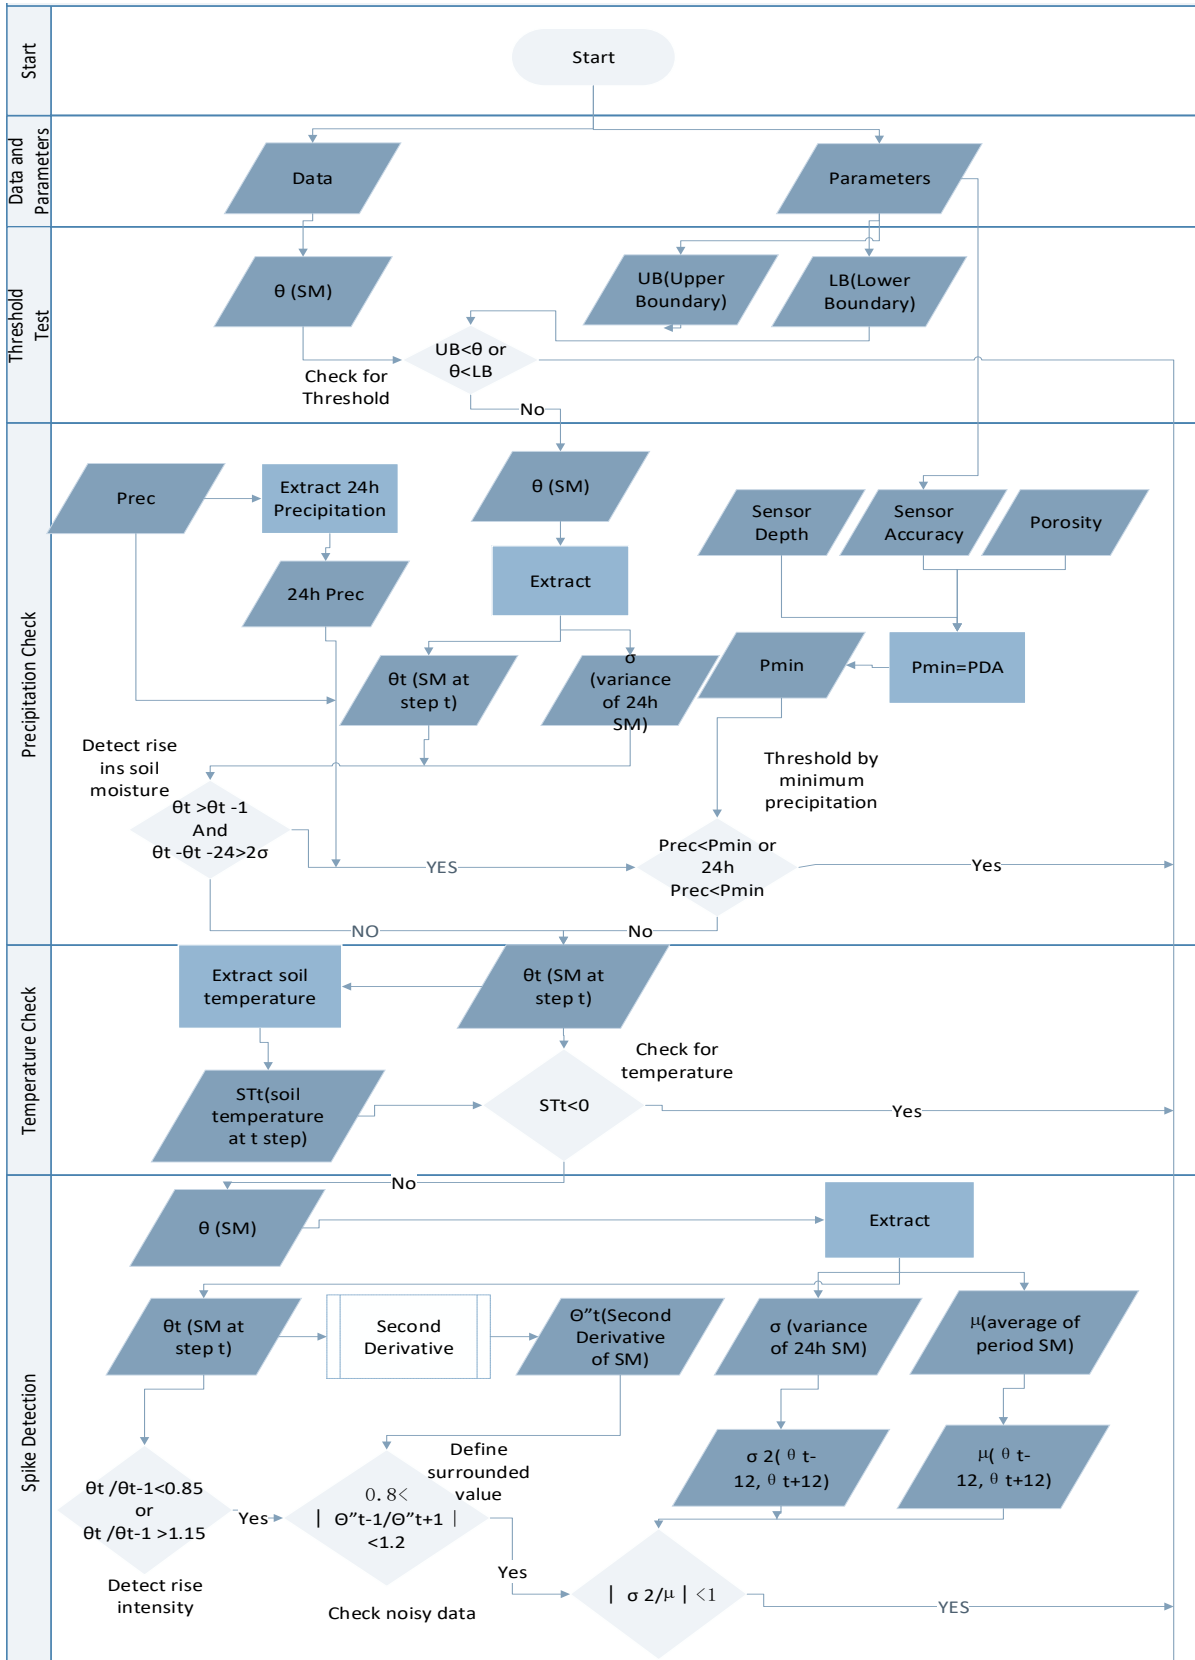 Start
Start
Data and
Parameters
Data
Parameters
Threshold
Test
θ (SM)
UB(Upper
Boundary)
LB(Lower
Boundary)
UB<θ or
θ<LB
Check for
Threshold
No
Precipitation Check
Prec
Extract 24h
Precipitation
θ (SM)
Sensor
Depth
Sensor
Accuracy
Porosity
Extract
24h Prec
θt (SM at
step t)
σ
(variance
of 24h
SM)
Pmin
Pmin=PDA
Detect rise
ins soil
moisture
Threshold by
minimum
precipitation
θt >θt -1
And
θt -θt -24>2σ
YES
Prec<Pmin or
24h
Prec<Pmin
Yes
NO
No
Temperature Check
Extract soil
temperature
θt (SM at
step t)
Check for
temperature
STt(soil
temperature
at t step)
STt<0
Yes
No
Spike Detection
θ (SM)
Extract
θt (SM at
step t)
Second
Derivative
Θ”t(Second
Derivative
of SM)
σ (variance
of 24h SM)
μ(average of
period SM)
σ 2( θ t-
12, θ t+12)
μ( θ t-
12, θ t+12)
Define
surrounded
value
θt /θt-1<0.85
or
θt /θt-1 >1.15
Yes
0.8<
| Θ”t-1/Θ”t+1 |
<1.2
Yes
Detect rise
intensity
Check noisy data
| σ 2/μ | <1
YES